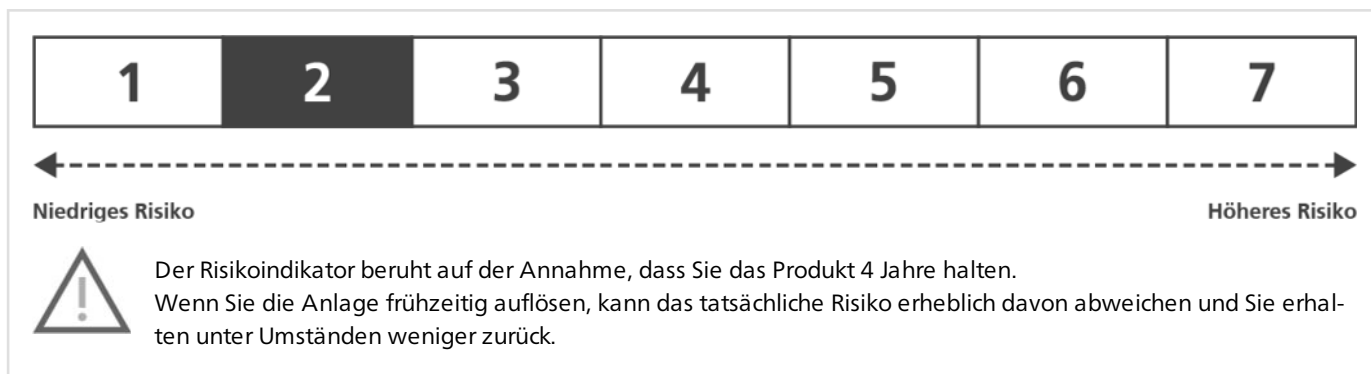 1 2 3 4 5 6 7
Niedriges Risiko Höheres Risiko
Der Risikoindikator beruht auf der Annahme, dass Sie das Produkt 4 Jahre halten.
Wenn Sie die Anlage frühzeitig auflösen, kann das tatsächliche Risiko erheblich davon abweichen und Sie erhal-
ten unter Umständen weniger zurück.